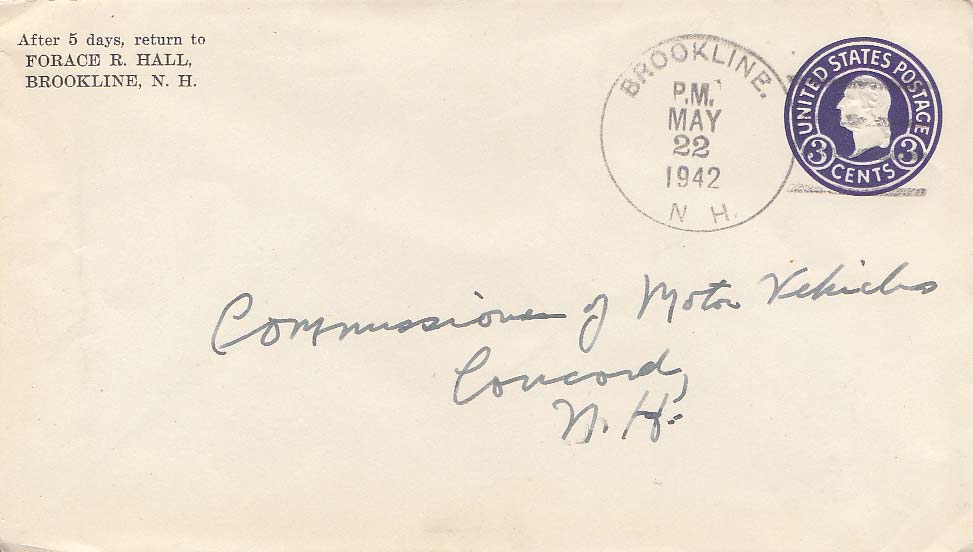 After 5 days, return to
FORACE R. HALL,
BROOKLINE, N. H.
BROOKLINE.
P.M.
MAY
22
1942
N H.
UNITED STATES POSTAGE
3 CENTS 3
Commissioner of Motor Vehicles
Concord,
N. H.